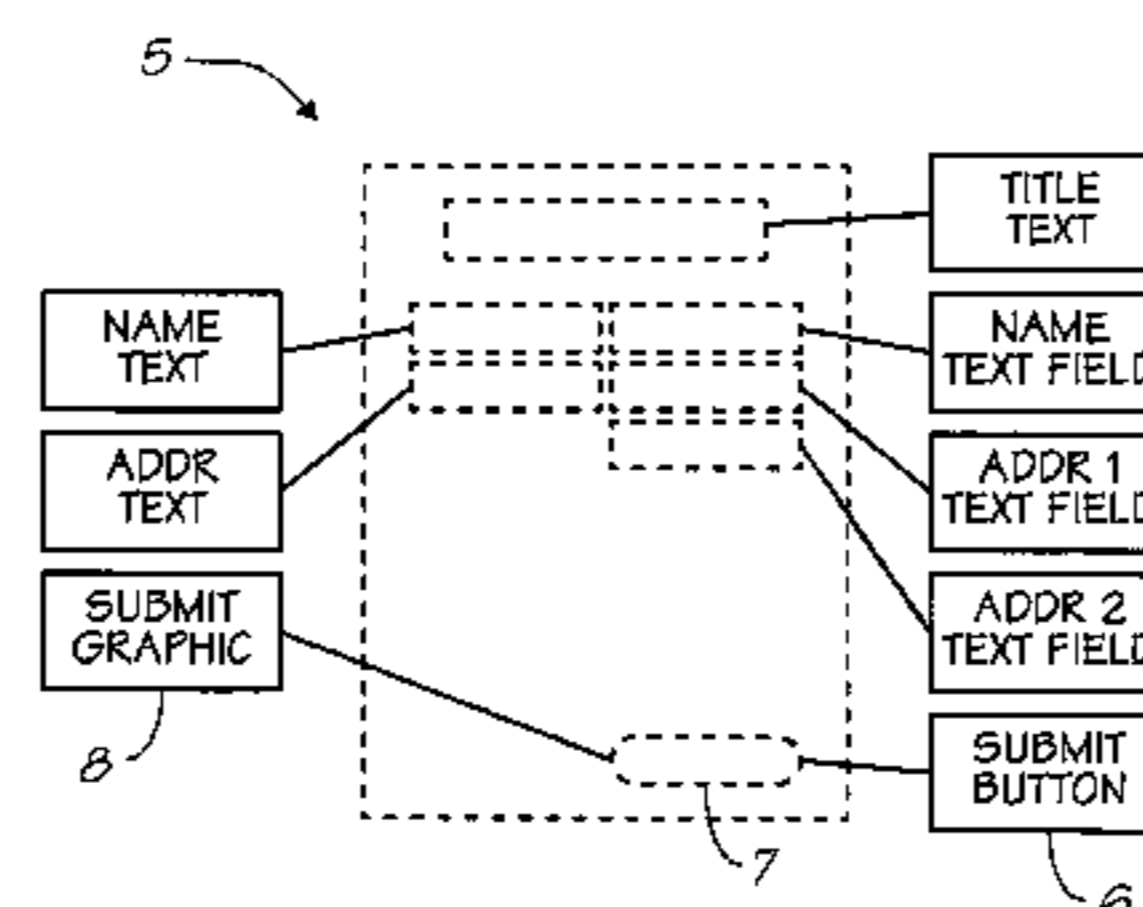 5
TITLE
TEXT
NAME
TEXT
NAME
TEXT FIELD
ADDR
TEXT
ADDR 1
TEXT FIELD
SUBMIT
GRAPHIC
ADDR 2
TEXT FIELD
SUBMIT
BUTTON
8
7
6